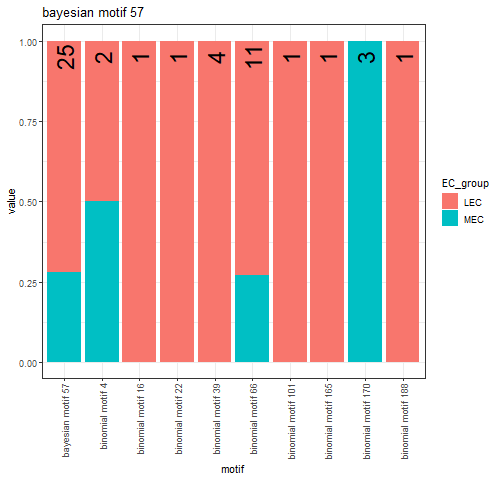 bayesian motif 57
25 2 1 1 4 11 1 1 3 1
1.00
0.75
0.50
0.25
0.00
value
bayesian motif 57
binomial motif 4
binomial motif 16
binomial motif 22
binomial motif 39
binomial motif 66
binomial motif 101
binomial motif 165
binomial motif 170
binomial motif 188
motif
EC_group
LEC
MEC